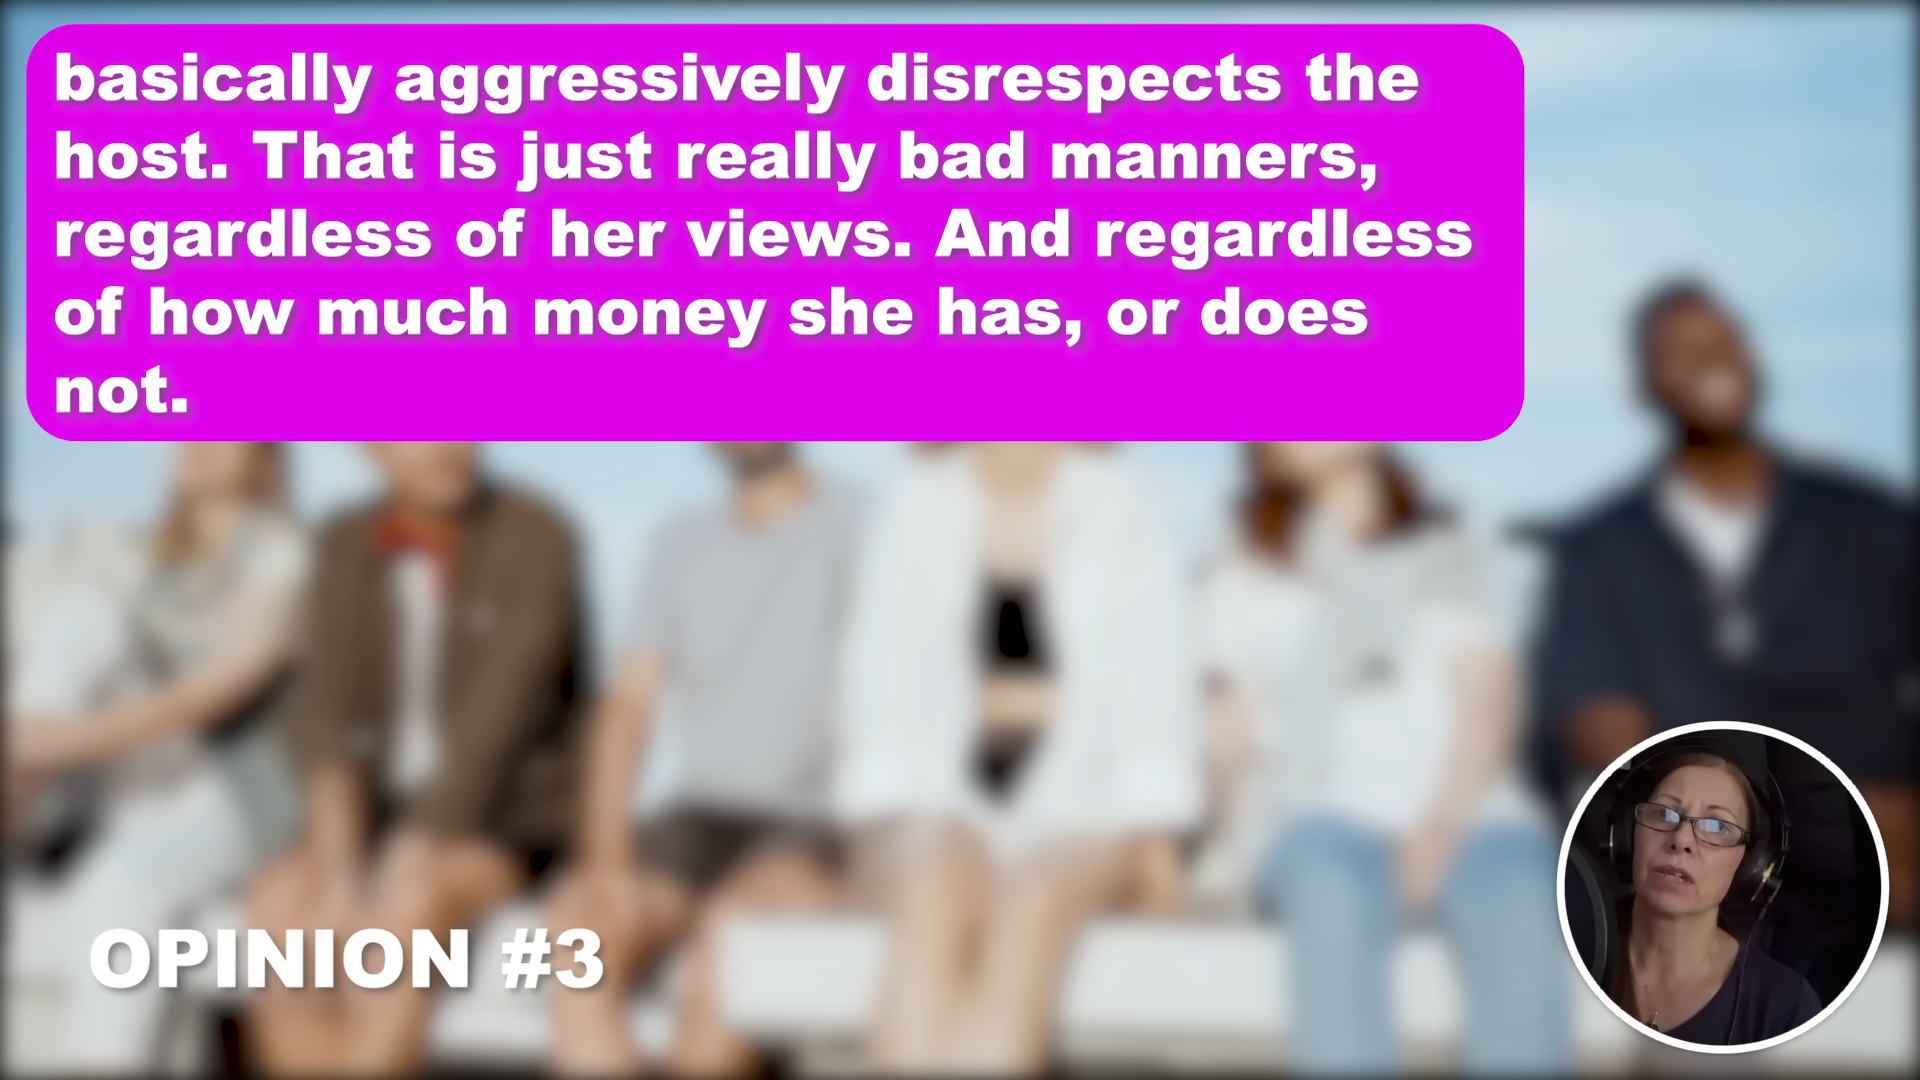 basically aggressively disrespects the
host. That is just really bad manners,
regardless of her views. And regardless
of how much money she has, or does
not.
OPINION #3